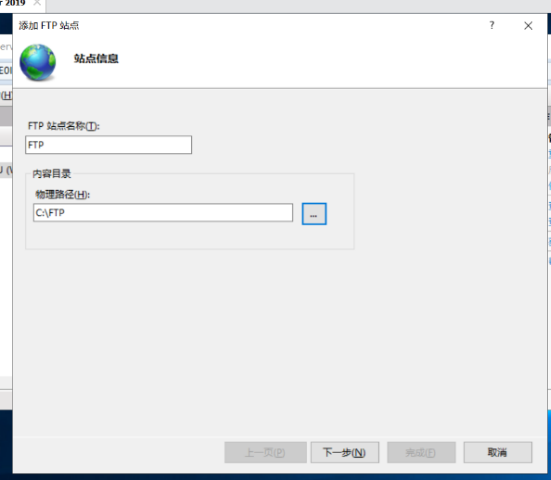 r 2019
添加 FTP 站点
站点信息
FTP 站点名称(T):
FTP
内容目录
物理路径(H):
C:\FTP
...
上一页(P)
下一步(N)
完成(F)
取消